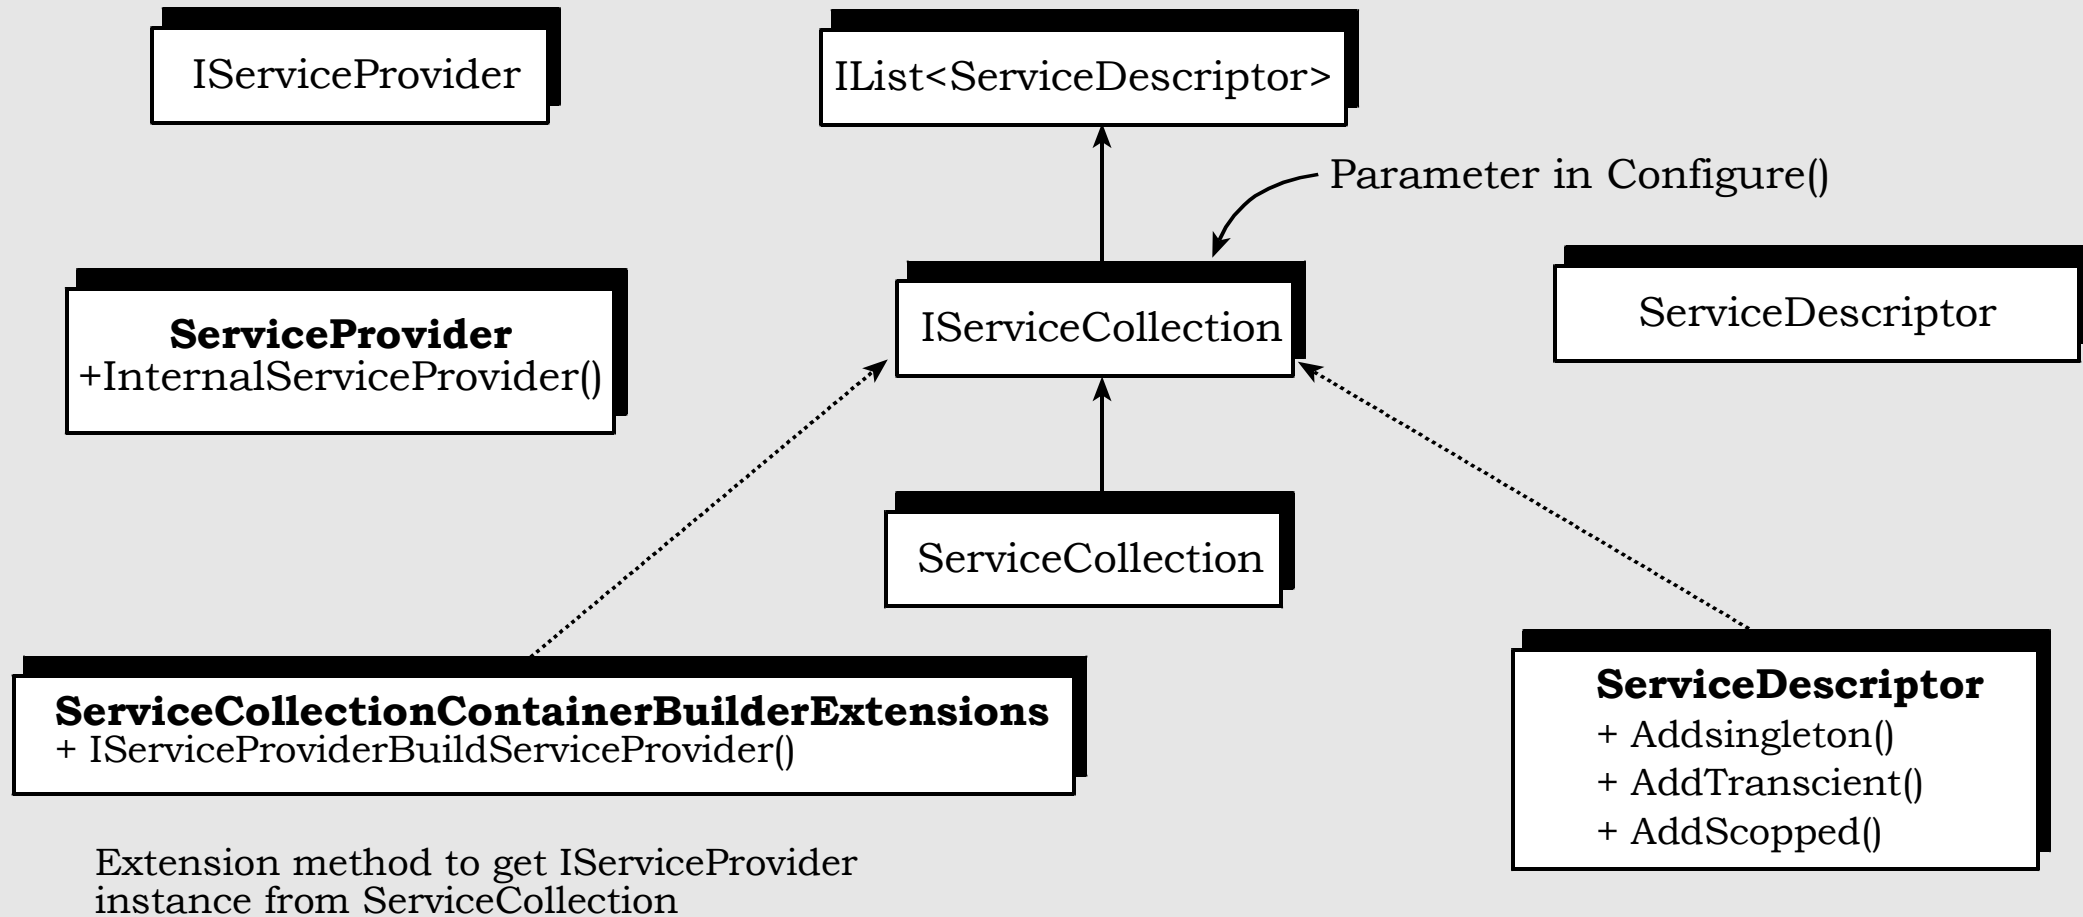 IServiceProvider
IList<ServiceDescriptor>
Parameter in Configure()
ServiceProvider
+InternalServiceProvider()
IServiceCollection
ServiceDescriptor
ServiceCollection
ServiceCollectionContainerBuilderExtensions
+ IServiceProviderBuildServiceProvider()
ServiceDescriptor
+ Addsingleton()
+ AddTranscient()
+ AddScopped()
Extension method to get IServiceProvider
instance from ServiceCollection